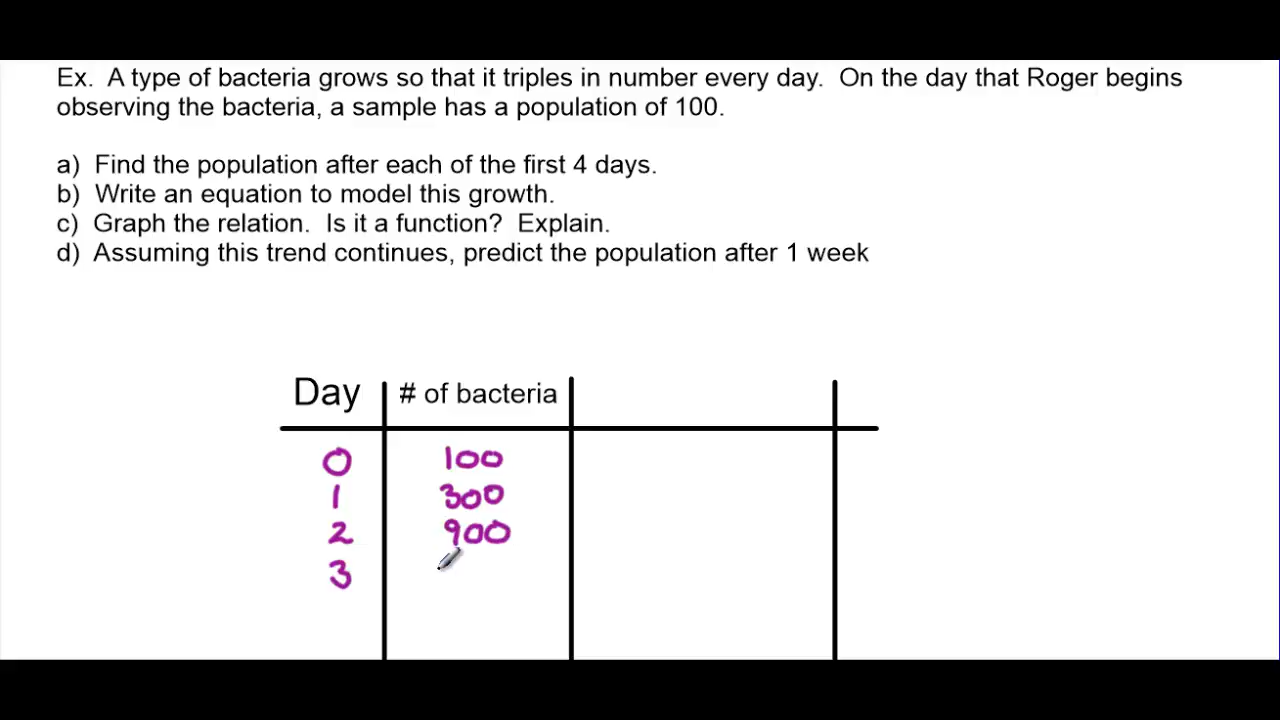 Ex. A type of bacteria grows so that it triples in number every day. On the day that Roger begins
observing the bacteria, a sample has a population of 100.
a) Find the population after each of the first 4 days.
b) Write an equation to model this growth.
c) Graph the relation. Is it a function? Explain.
d) Assuming this trend continues, predict the population after 1 week
Day # of bacteria
0 100
1 300
2 900
3